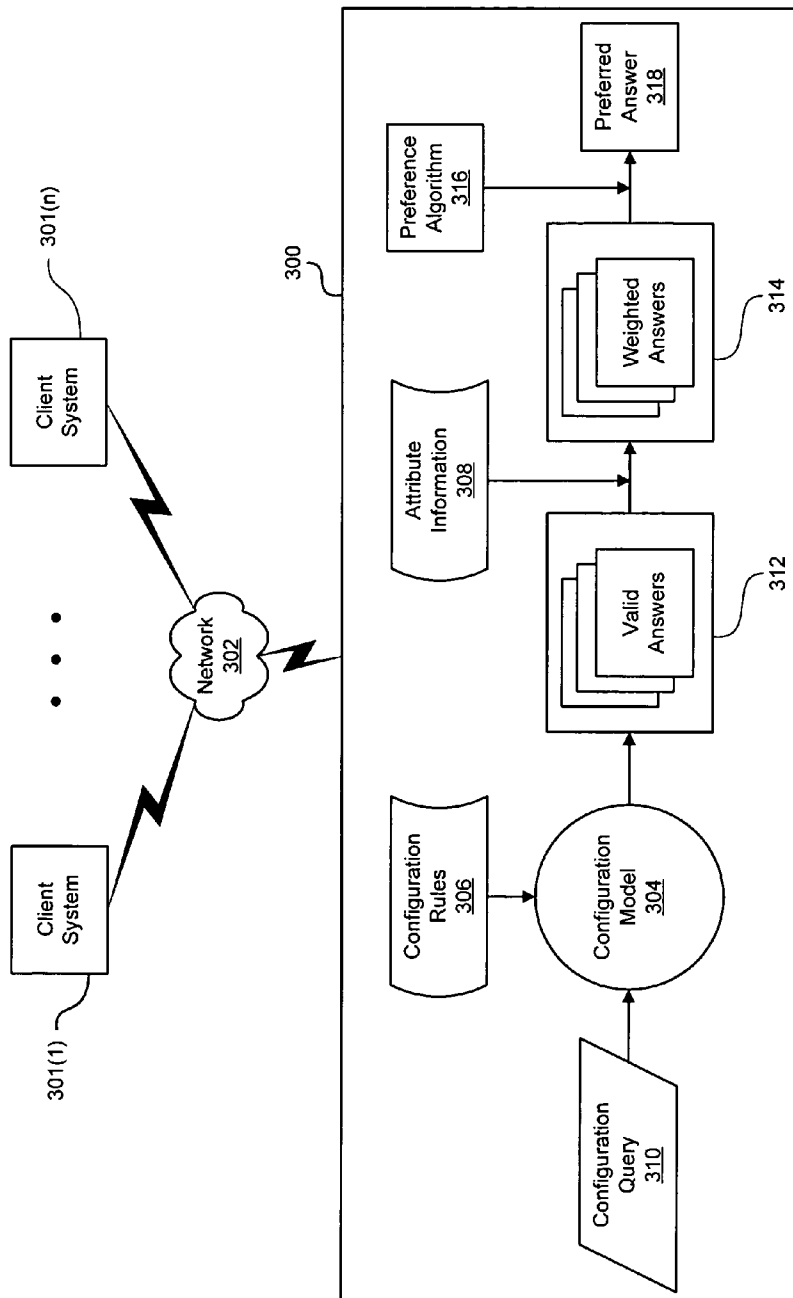 Client
System
301(1)
Client
System
301(n)
Network
302
300
Configuration
Query
310
Configuration
Rules
306
Configuration
Model
304
Valid
Answers
312
Attribute
Information
308
Weighted
Answers
314
Preference
Algorithm
316
Preferred
Answer
318